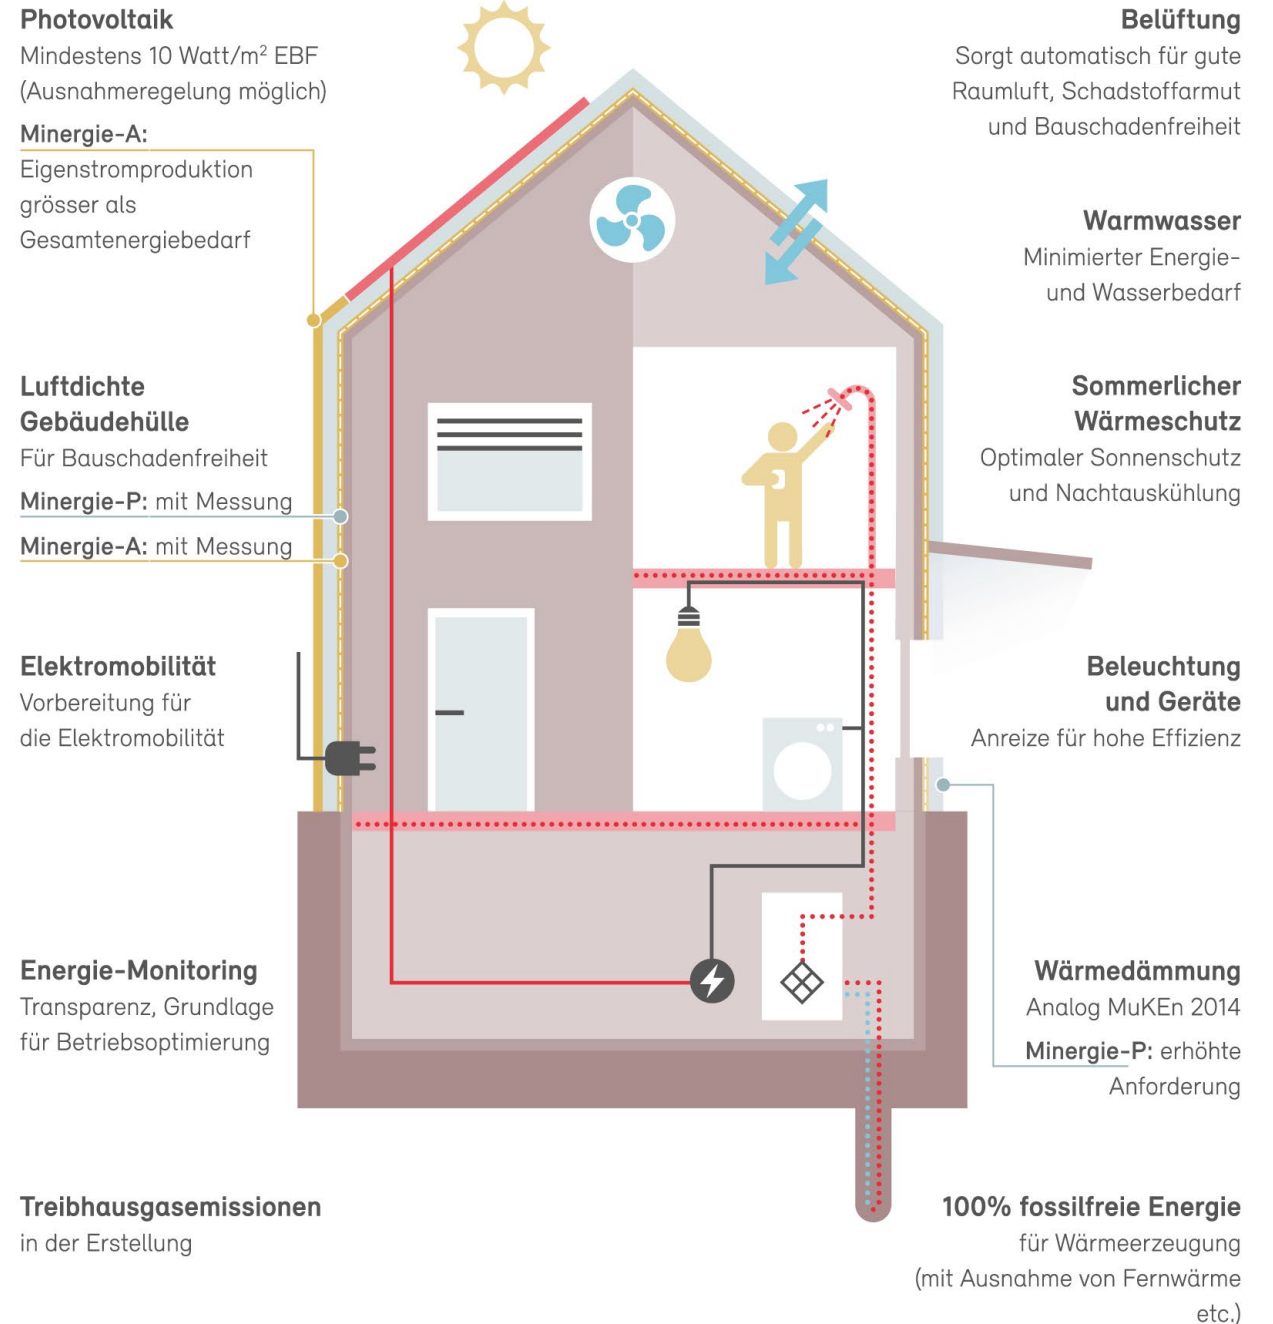 Photovoltaik
Mindestens 10 Watt/m² EBF
(Ausnahmeregelung möglich)
Minergie-A:
Eigenstromproduktion
grösser als
Gesamtenergiebedarf
Luftdichte
Gebäudehülle
Für Bauschadenfreiheit
Minergie-P: mit Messung
Minergie-A: mit Messung
Elektromobilität
Vorbereitung für
die Elektromobilität
Energie-Monitoring
Transparenz, Grundlage
für Betriebsoptimierung
Treibhausgasemissionen
in der Erstellung
Belüftung
Sorgt automatisch für gute
Raumluft, Schadstoffarmut
und Bauschadenfreiheit
Warmwasser
Minimierter Energie-
und Wasserbedarf
Sommerlicher
Wärmeschutz
Optimaler Sonnenschutz
und Nachtauskühlung
Beleuchtung
und Geräte
Anreize für hohe Effizienz
Wärmedämmung
Analog MuKEn 2014
Minergie-P: erhöhte
Anforderung
100% fossilfreie Energie
für Wärmeerzeugung
(mit Ausnahme von Fernwärme
etc.)